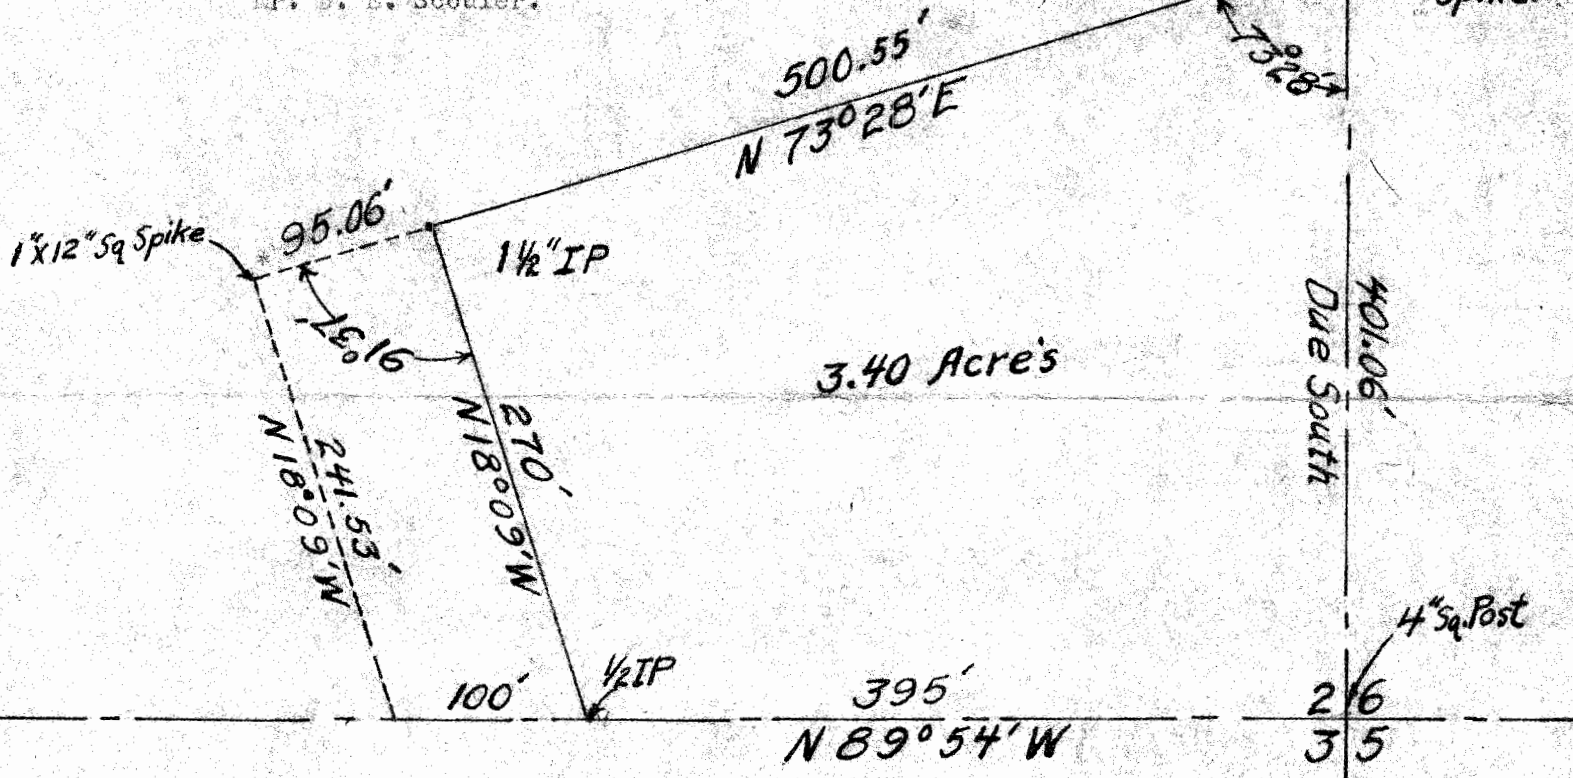 500.55'
N 73°28'E
73°28'
95.06'
1"x12" Sq Spike
1½" IP
91°37'
3.40 Acre's
401.06'
Due South
270'
N 18°09'W
241.53'
N 18°09'W
4" Sq. Post
½ IP
100'
395'
N 89°54' W
2 6
3 5